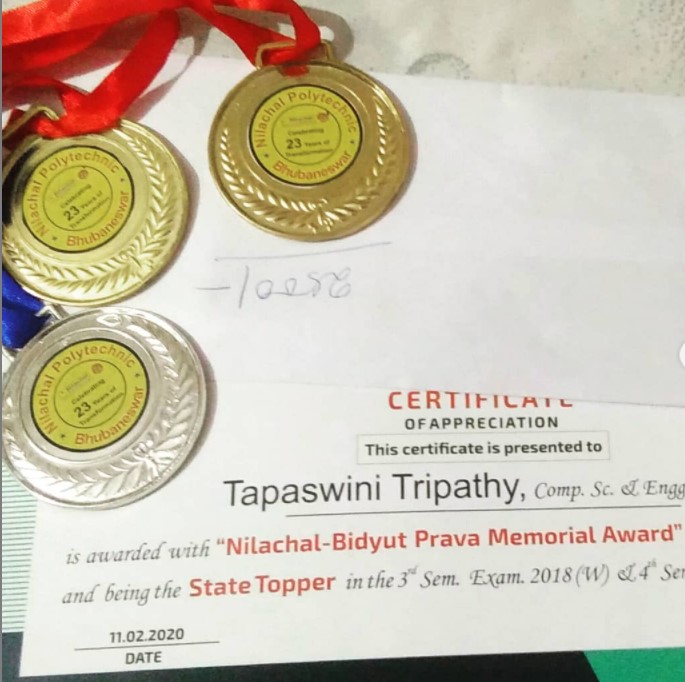 Nilachal Polytechnic
Celebrating
23 Years of
Transformation
Bhubaneswar
Nilachal Polytechnic
Celebrating
23 Years of
Transformation
Bhubaneswar
Nilachal Polytechnic
Celebrating
23 Years of
Transformation
Bhubaneswar
CERTIFICATE
OF APPRECIATION
This certificate is presented to
Tapaswini Tripathy, Comp. Sc. & Engg
is awarded with “Nilachal-Bidyut Prava Memorial Award”
and being the State Topper in the 3rd Sem. Exam. 2018 (W) & 4th Ser
11.02.2020
DATE